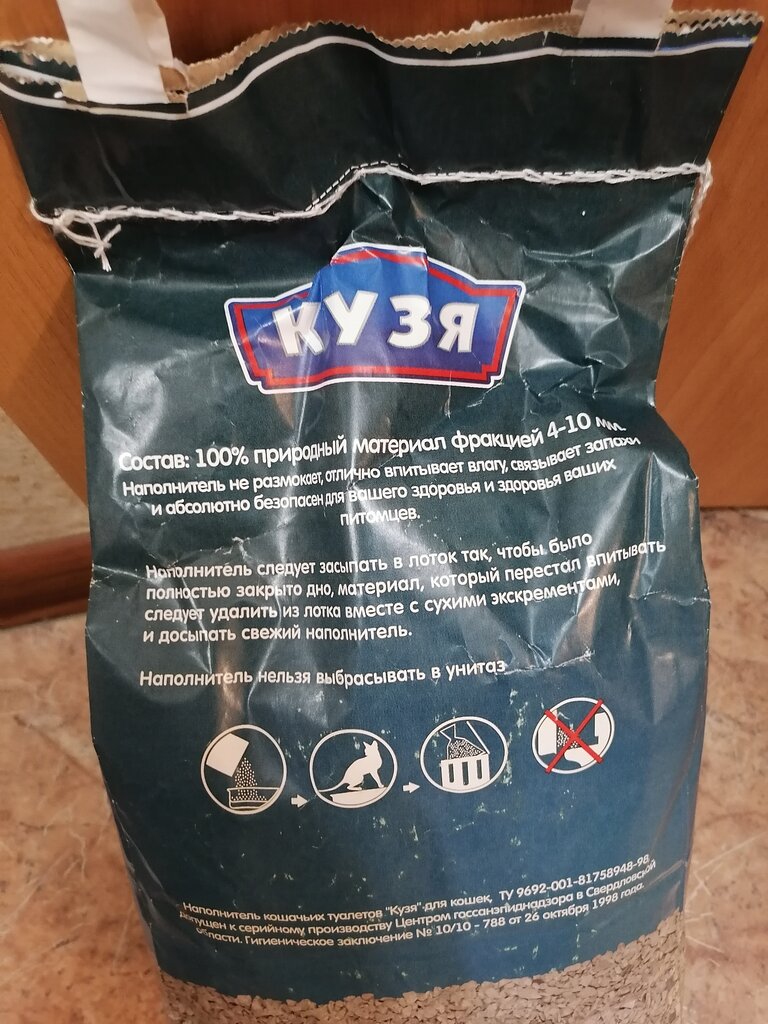 КУЗЯ
Состав: 100% природный материал фракцией 4-10 мм.
Наполнитель не размокает, отлично впитывает влагу, связывает запахи
и абсолютно безопасен для вашего здоровья и здоровья ваших
питомцев.
Наполнитель следует засыпать в лоток так, чтобы было
полностью закрыто дно, материал, который перестал впитывать
следует удалить из лотка вместе с сухими экскрементами,
и досыпать свежий наполнитель.
Наполнитель нельзя выбрасывать в унитаз
Наполнитель кошачьих туалетов "Кузя" для кошек, ТУ 9692-001-81758948-98
допущен к серийному производству Центром госсанэпиднадзора в Свердловской
области. Гигиеническое заключение № 10/10 - 788 от 26 октября 1998 года.